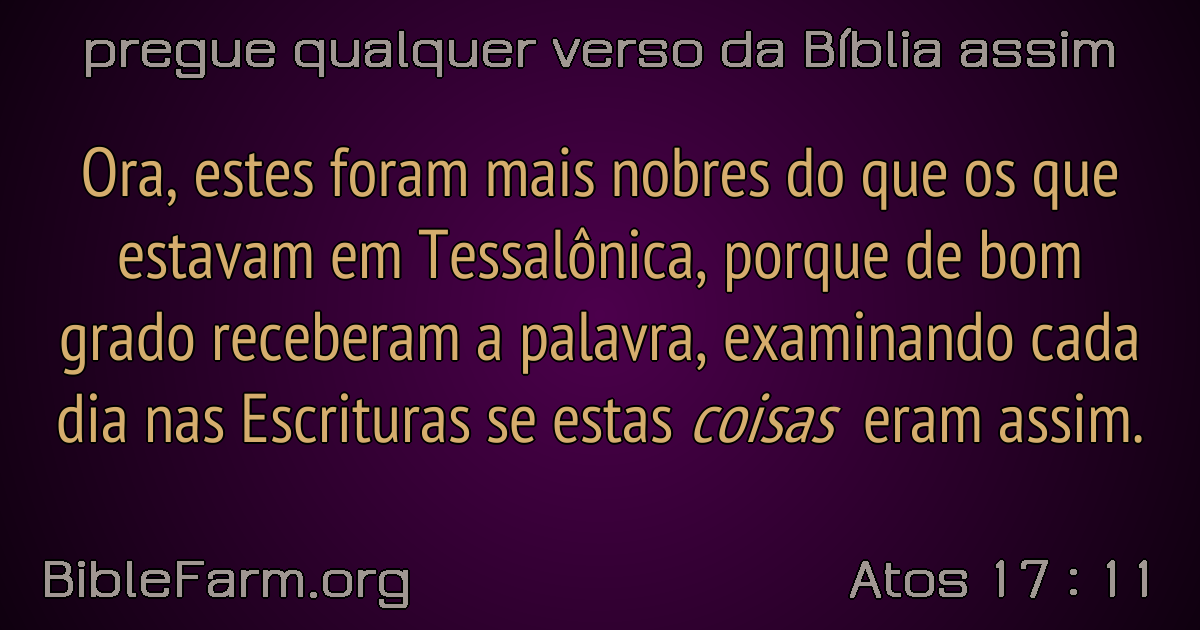 pregue qualquer verso da Bíblia assim
Ora, estes foram mais nobres do que os que
estavam em Tessalônica, porque de bom
grado receberam a palavra, examinando cada
dia nas Escrituras se estas coisas eram assim.
BibleFarm.org
Atos 17 : 11